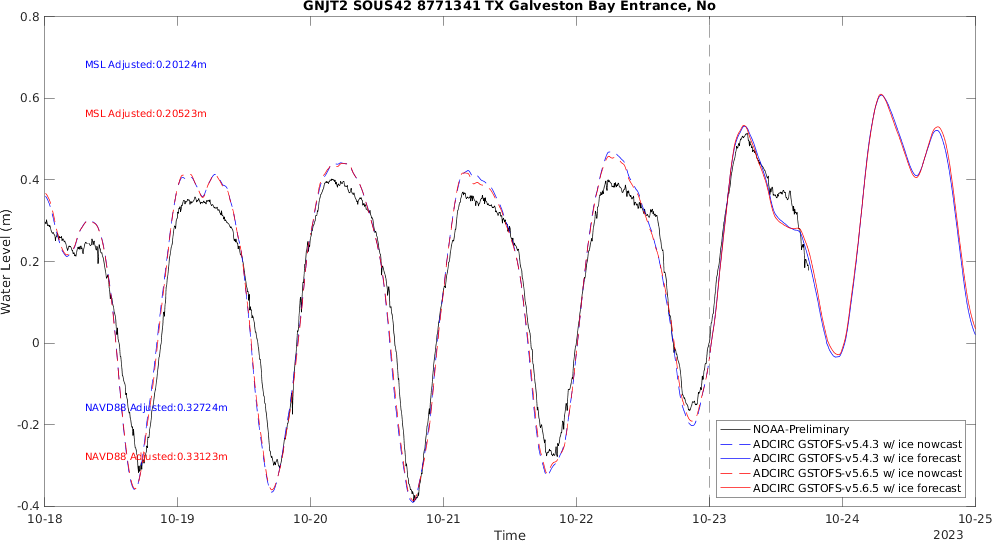 GNJT2 SOUS42 8771341 TX Galveston Bay Entrance, No
0.8
0.6
0.4
0.2
0
-0.2
-0.4
Water Level (m)
MSL Adjusted:0.20124m
MSL Adjusted:0.20523m
NAVD88 Adjusted:0.32724m
NAVD88 Adjusted:0.33123m
NOAA-Preliminary
ADCIRC GSTOFS-v5.4.3 w/ ice nowcast
ADCIRC GSTOFS-v5.4.3 w/ ice forecast
ADCIRC GSTOFS-v5.6.5 w/ ice nowcast
ADCIRC GSTOFS-v5.6.5 w/ ice forecast
10-18 10-19 10-20 10-21 10-22 10-23 10-24 10-25
Time
2023